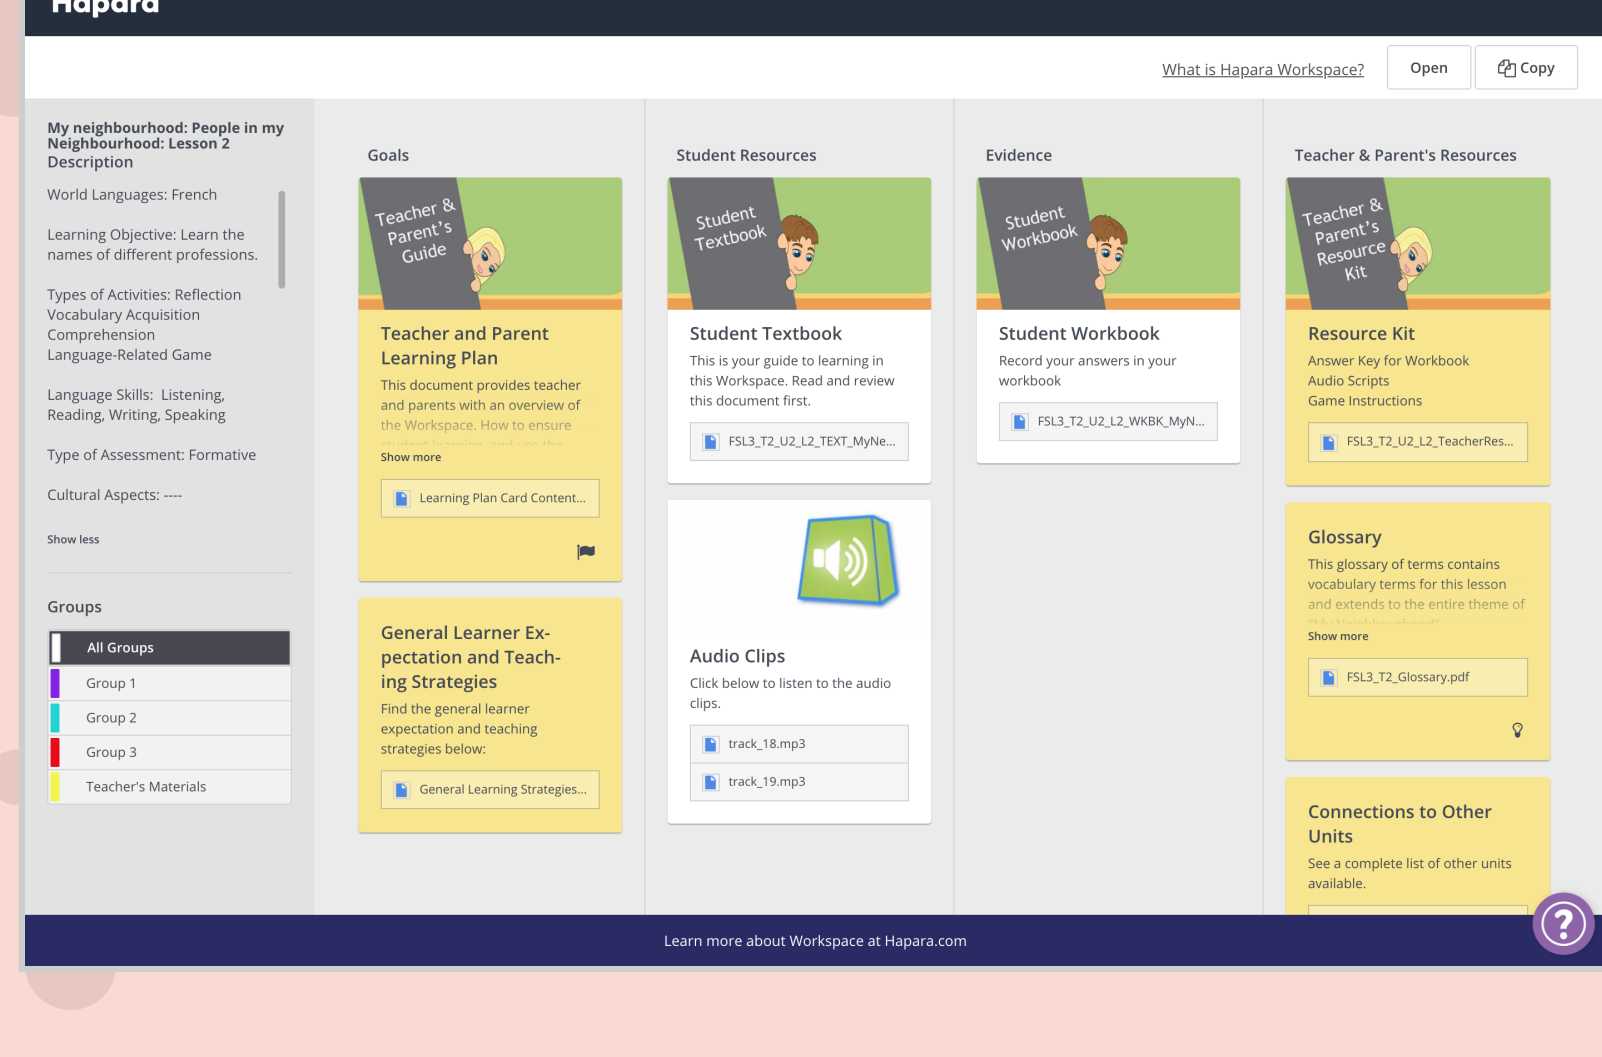 Hapara
What is Hapara Workspace?
Open
Copy
My neighbourhood: People in my
Neighbourhood: Lesson 2
Description
World Languages: French
Learning Objective: Learn the
names of different professions.
Types of Activities: Reflection
Vocabulary Acquisition
Comprehension
Language-Related Game
Language Skills:  Listening,
Reading, Writing, Speaking
Type of Assessment: Formative
Cultural Aspects: ----
Show less
Groups
All Groups
Group 1
Group 2
Group 3
Teacher's Materials
Goals
Teacher &
Parent's
Guide
Teacher and Parent
Learning Plan
This document provides teacher
and parents with an overview of
the Workspace. How to ensure
student learning, and use the
Show more
Learning Plan Card Content...
General Learner Ex-
pectation and Teach-
ing Strategies
Find the general learner
expectation and teaching
strategies below:
General Learning Strategies...
Student Resources
Student
Textbook
Student Textbook
This is your guide to learning in
this Workspace. Read and review
this document first.
FSL3_T2_U2_L2_TEXT_MyNe...
Audio Clips
Click below to listen to the audio
clips.
track_18.mp3
track_19.mp3
Evidence
Student
Workbook
Student Workbook
Record your answers in your
workbook
FSL3_T2_U2_L2_WKBK_MyN...
Teacher & Parent's Resources
Teacher &
Parent's
Resource
Kit
Resource Kit
Answer Key for Workbook
Audio Scripts
Game Instructions
FSL3_T2_U2_L2_TeacherRes...
Glossary
This glossary of terms contains
vocabulary terms for this lesson
and extends to the entire theme of
"My Neighbourhood"
Show more
FSL3_T2_Glossary.pdf
Connections to Other
Units
See a complete list of other units
available.
?
Learn more about Workspace at Hapara.com